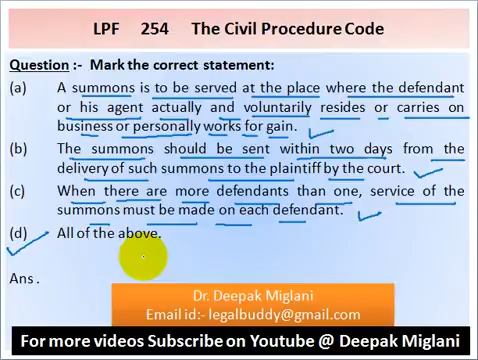 LPF 254 The Civil Procedure Code
Question :- Mark the correct statement:
(a) A summons is to be served at the place where the defendant
or his agent actually and voluntarily resides or carries on
business or personally works for gain.
(b) The summons should be sent within two days from the
delivery of such summons to the plaintiff by the court.
(c) When there are more defendants than one, service of the
summons must be made on each defendant.
(d) All of the above.
Ans .
Dr. Deepak Miglani
Email id:- legalbuddy@gmail.com
For more videos Subscribe on Youtube @ Deepak Miglani